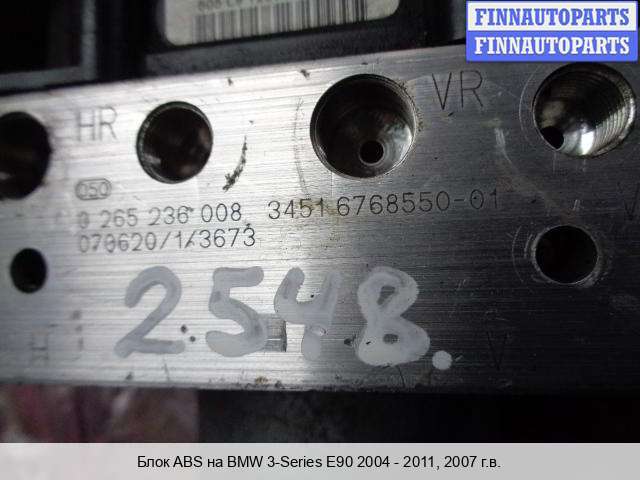 FINNAUTOPARTS
FINNAUTOPARTS
HR
VR
050
0 265 236 008 3451 6768550-01
070620/1/3673
2548.
H
V
Блок ABS на BMW 3-Series E90 2004 - 2011, 2007 г.в.